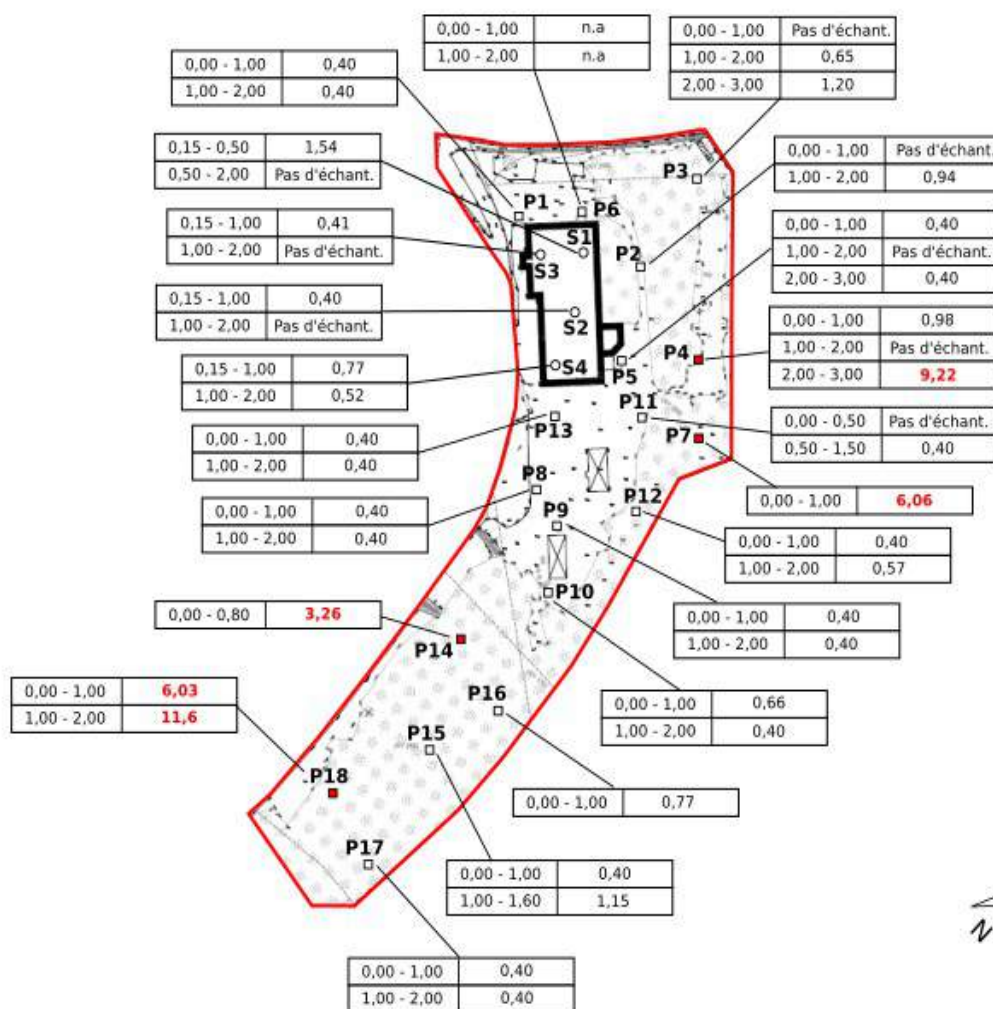 0,00 - 1,00 n.a
1,00 - 2,00 n.a
0,00 - 1,00 Pas d'échant.
1,00 - 2,00 0,65
2,00 - 3,00 1,20
0,00 - 1,00 0,40
1,00 - 2,00 0,40
0,15 - 0,50 1,54
0,50 - 2,00 Pas d'échant.
0,00 - 1,00 Pas d'échant.
1,00 - 2,00 0,94
P3
P1
P6
0,15 - 1,00 0,41
1,00 - 2,00 Pas d'échant.
0,00 - 1,00 0,40
1,00 - 2,00 Pas d'échant.
2,00 - 3,00 0,40
S1
S3
P2
0,15 - 1,00 0,40
1,00 - 2,00 Pas d'échant.
S2
0,00 - 1,00 0,98
1,00 - 2,00 Pas d'échant.
2,00 - 3,00 9,22
P4
0,15 - 1,00 0,77
1,00 - 2,00 0,52
S4
P5
P11
0,00 - 0,50 Pas d'échant.
0,50 - 1,50 0,40
0,00 - 1,00 0,40
1,00 - 2,00 0,40
P13
P7
P8
P12
0,00 - 1,00 6,06
0,00 - 1,00 0,40
1,00 - 2,00 0,40
P9
0,00 - 1,00 0,40
1,00 - 2,00 0,57
P10
0,00 - 0,80 3,26
0,00 - 1,00 0,40
1,00 - 2,00 0,40
P14
0,00 - 1,00 6,03
1,00 - 2,00 11,6
P16
0,00 - 1,00 0,66
1,00 - 2,00 0,40
P15
P18
0,00 - 1,00 0,77
P17
0,00 - 1,00 0,40
1,00 - 1,60 1,15
N
0,00 - 1,00 0,40
1,00 - 2,00 0,40